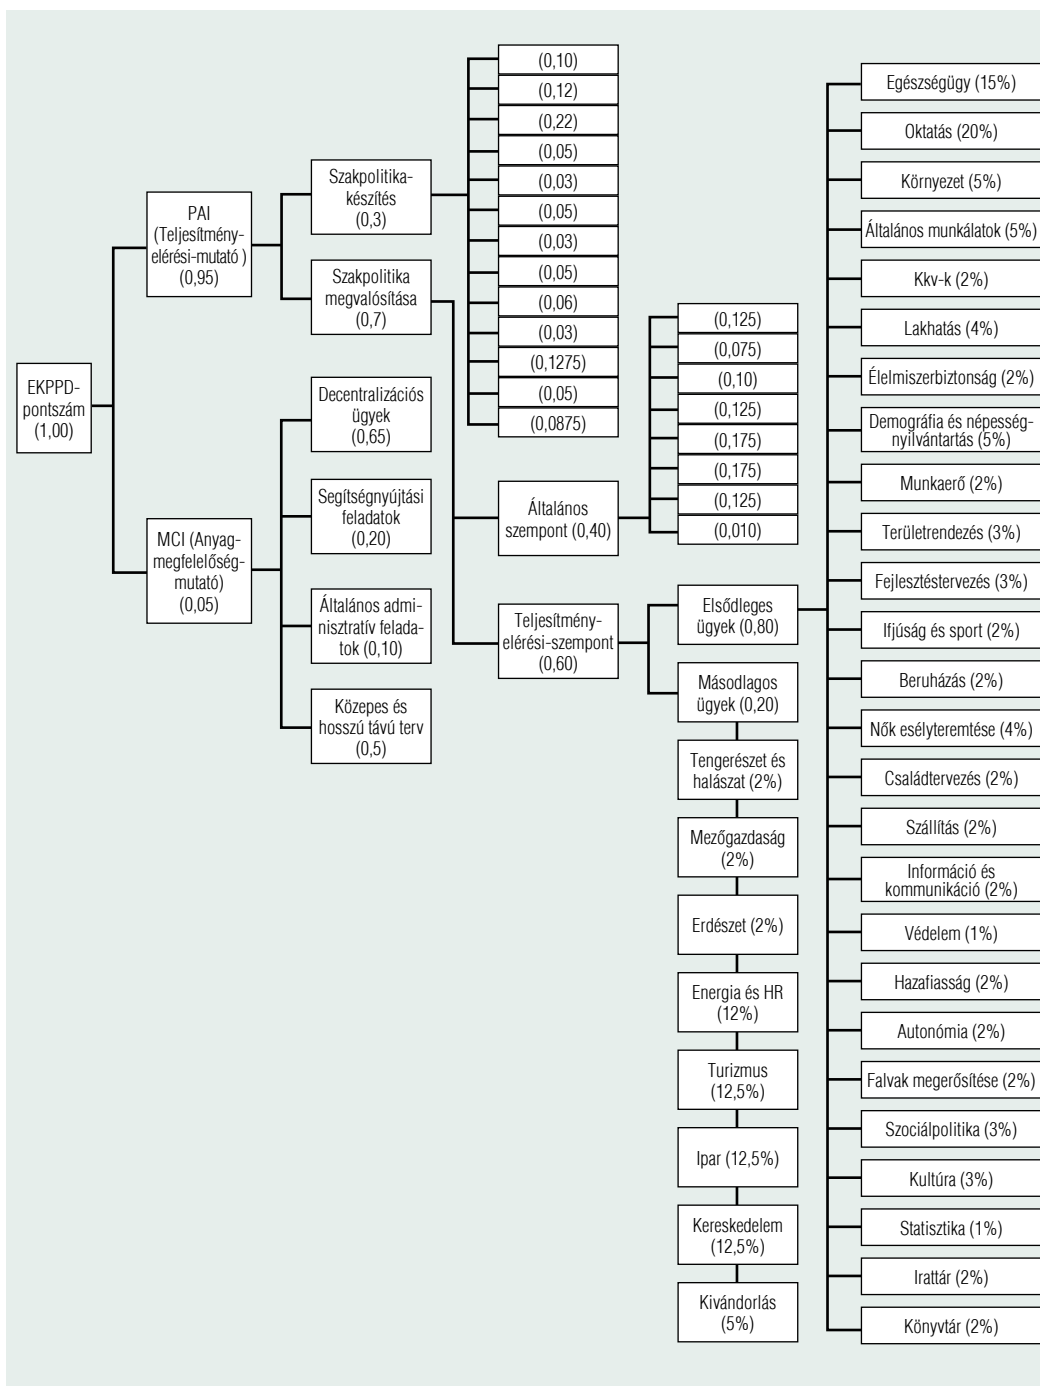 EKPPD-
pontszám
(1,00)
PAI
(Teljesítmény-
elérési-mutató )
(0,95)
MCI (Anyag-
megfelelőség-
mutató)
(0,05)
Szakpolitika-
készítés
(0,3)
Szakpolitika
megvalósítása
(0,7)
Decentralizációs
ügyek
(0,65)
Segítségnyújtási
feladatok
(0,20)
Általános admi-
nisztratív felada-
tok (0,10)
Közepes és
hosszú távú terv
(0,5)
(0,10)
(0,12)
(0,22)
(0,05)
(0,03)
(0,05)
(0,03)
(0,05)
(0,06)
(0,03)
(0,1275)
(0,05)
(0,0875)
Általános
szempont (0,40)
Teljesítmény-
elérési-szempont
(0,60)
(0,125)
(0,075)
(0,10)
(0,125)
(0,175)
(0,175)
(0,125)
(0,010)
Elsődleges
ügyek (0,80)
Másodlagos
ügyek (0,20)
Tengerészet és
halászat (2%)
Mezőgazdaság
(2%)
Erdészet (2%)
Energia és HR
(12%)
Turizmus
(12,5%)
Ipar (12,5%)
Kereskedelem
(12,5%)
Kivándorlás
(5%)
Egészségügy (15%)
Oktatás (20%)
Környezet (5%)
Általános munkálatok (5%)
Kkv-k (2%)
Lakhatás (4%)
Élelmiszerbiztonság (2%)
Demográfia és népesség-
nyilvántartás (5%)
Munkaerő (2%)
Területrendezés (3%)
Fejlesztéstervezés (3%)
Ifjúság és sport (2%)
Beruházás (2%)
Nők esélyteremtése (4%)
Családtervezés (2%)
Szállítás (2%)
Információ és
kommunikáció (2%)
Védelem (1%)
Hazafiasság (2%)
Autonómia (2%)
Falvak megerősítése (2%)
Szociálpolitika (3%)
Kultúra (3%)
Statisztika (1%)
Irattár (2%)
Könyvtár (2%)